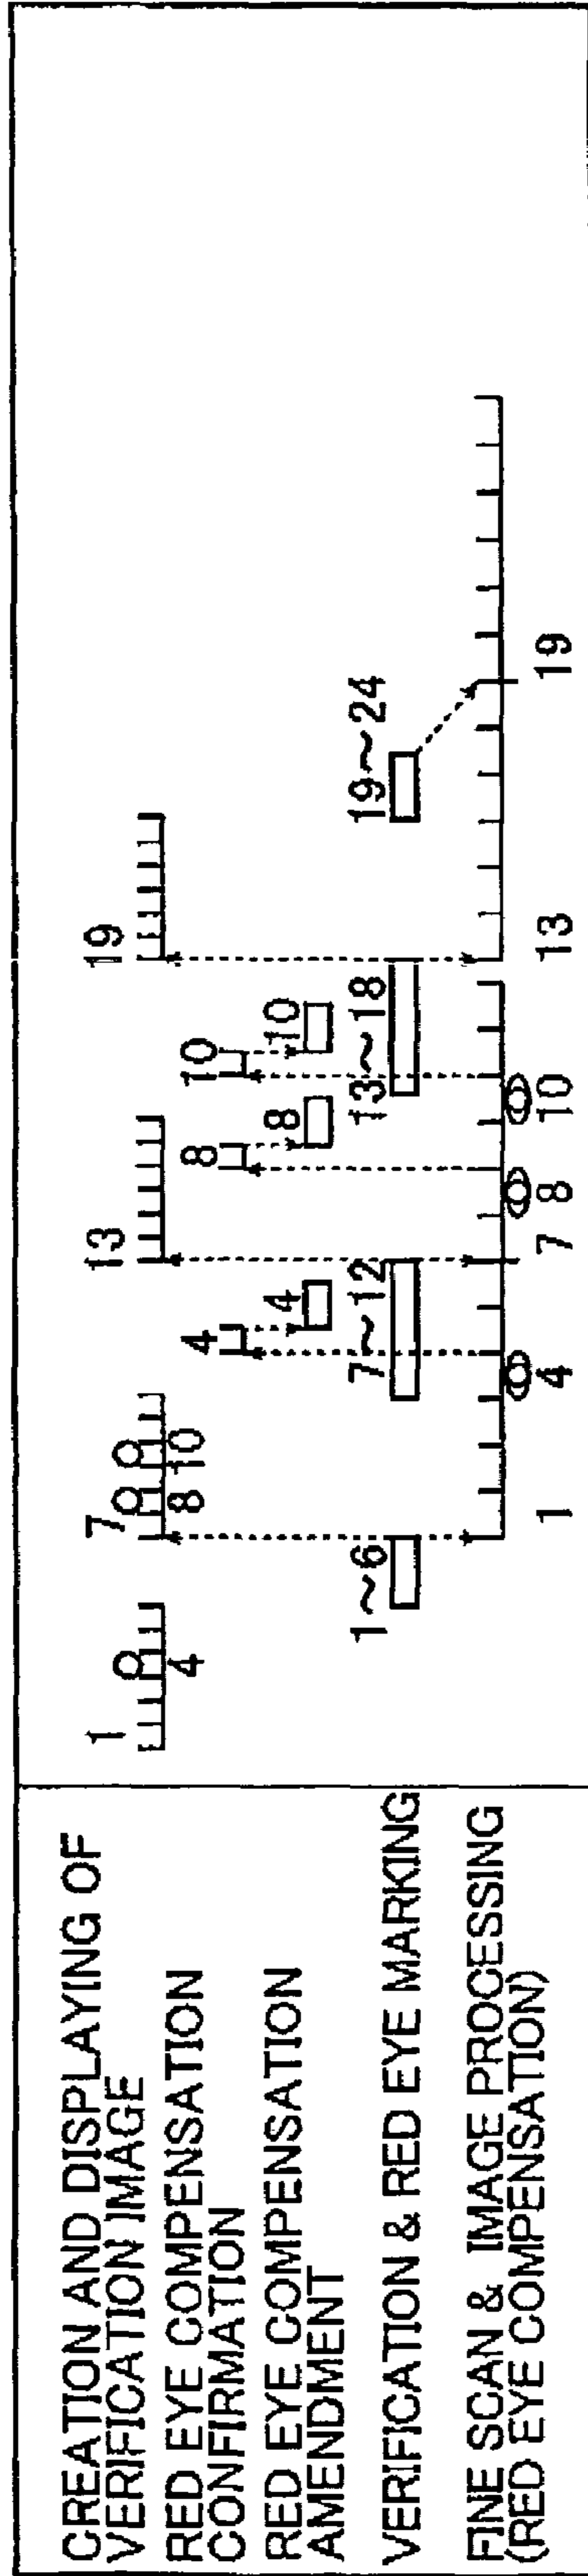 CREATION AND DISPLAYING OF
VERIFICATION IMAGE
1
4
7
8
10
13
19
RED EYE COMPENSATION
CONFIRMATION
4
8
10
RED EYE COMPENSATION
AMENDMENT
4
8
10
VERIFICATION & RED EYE MARKING
1~6
7~12
13~18
19~24
FINE SCAN & IMAGE PROCESSING
(RED EYE COMPENSATION)
1
4
7
8
10
13
19